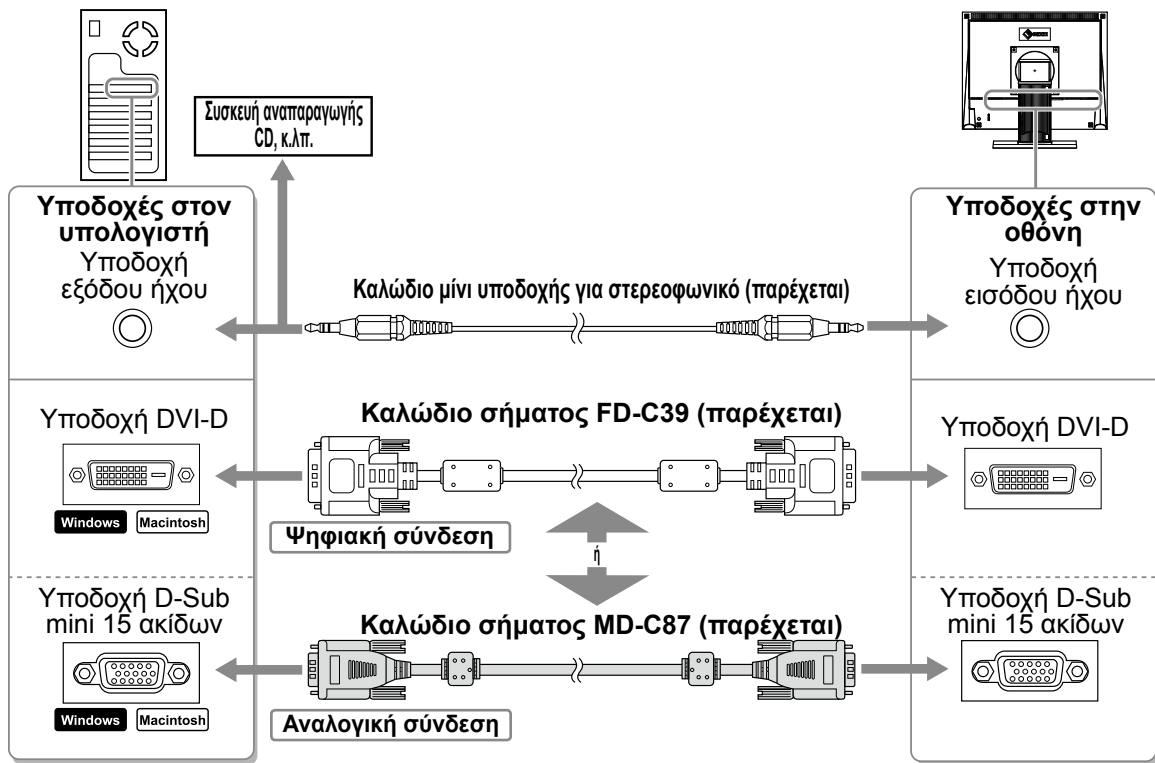 Συσκευή αναπαραγωγής
CD, κ.λπ.
Υποδοχές στον
υπολογιστή
Υποδοχή
εξόδου ήχου
Καλώδιο μίνι υποδοχής για στερεοφωνικό (παρέχεται)
Υποδοχές στην
οθόνη
Υποδοχή
εισόδου ήχου
Υποδοχή DVI-D
Windows
Macintosh
Καλώδιο σήματος FD-C39 (παρέχεται)
Ψηφιακή σύνδεση
Υποδοχή DVI-D
ή
Υποδοχή D-Sub
mini 15 ακίδων
Windows
Macintosh
Καλώδιο σήματος MD-C87 (παρέχεται)
Αναλογική σύνδεση
Υποδοχή D-Sub
mini 15 ακίδων